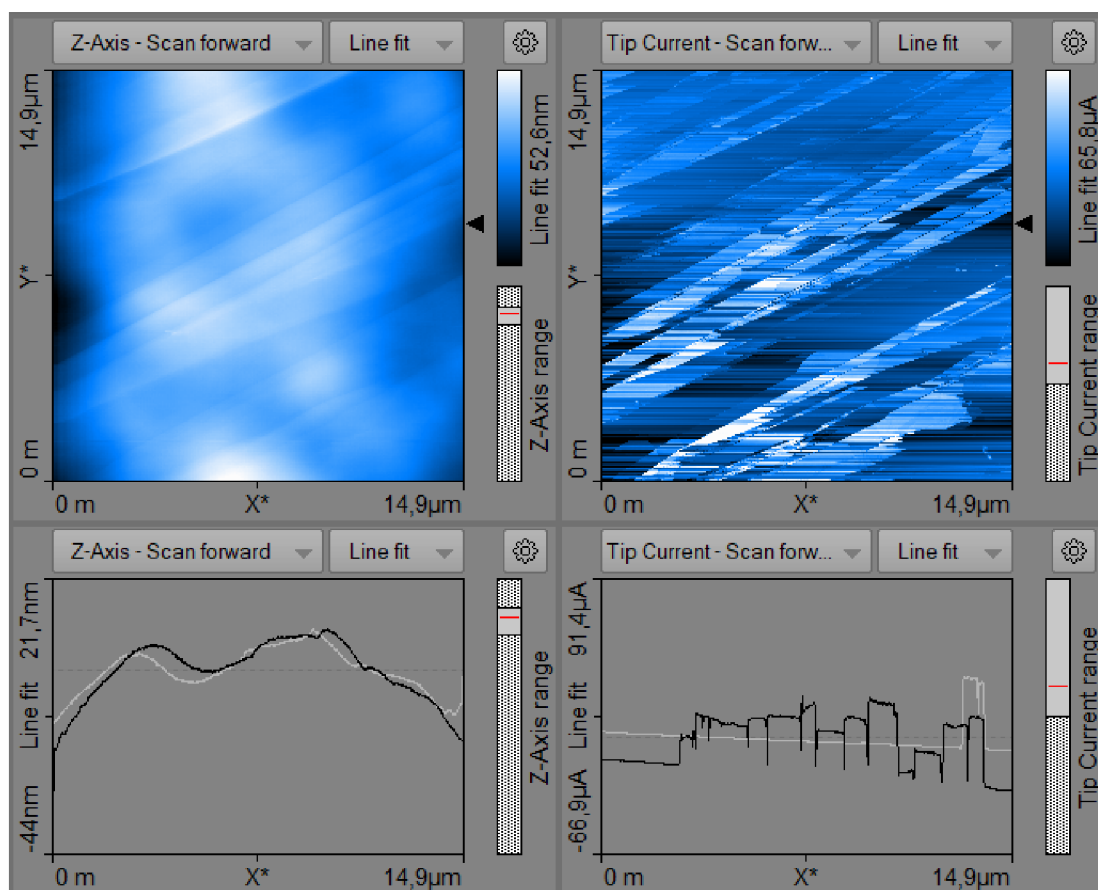 Z-Axis - Scan forward
Line fit
14,9µm
Y*
0 m
0 m
X*
14,9µm
Line fit 52,6nm
Z-Axis range
Tip Current - Scan forw...
Line fit
14,9µm
Y*
0 m
0 m
X*
14,9µm
Line fit 65,8µA
Tip Current range
Z-Axis - Scan forward
Line fit
21,7nm
Line fit
-44nm
0 m
X*
14,9µm
Z-Axis range
Tip Current - Scan forw...
Line fit
91,4µA
Line fit
-66,9µA
0 m
X*
14,9µm
Tip Current range